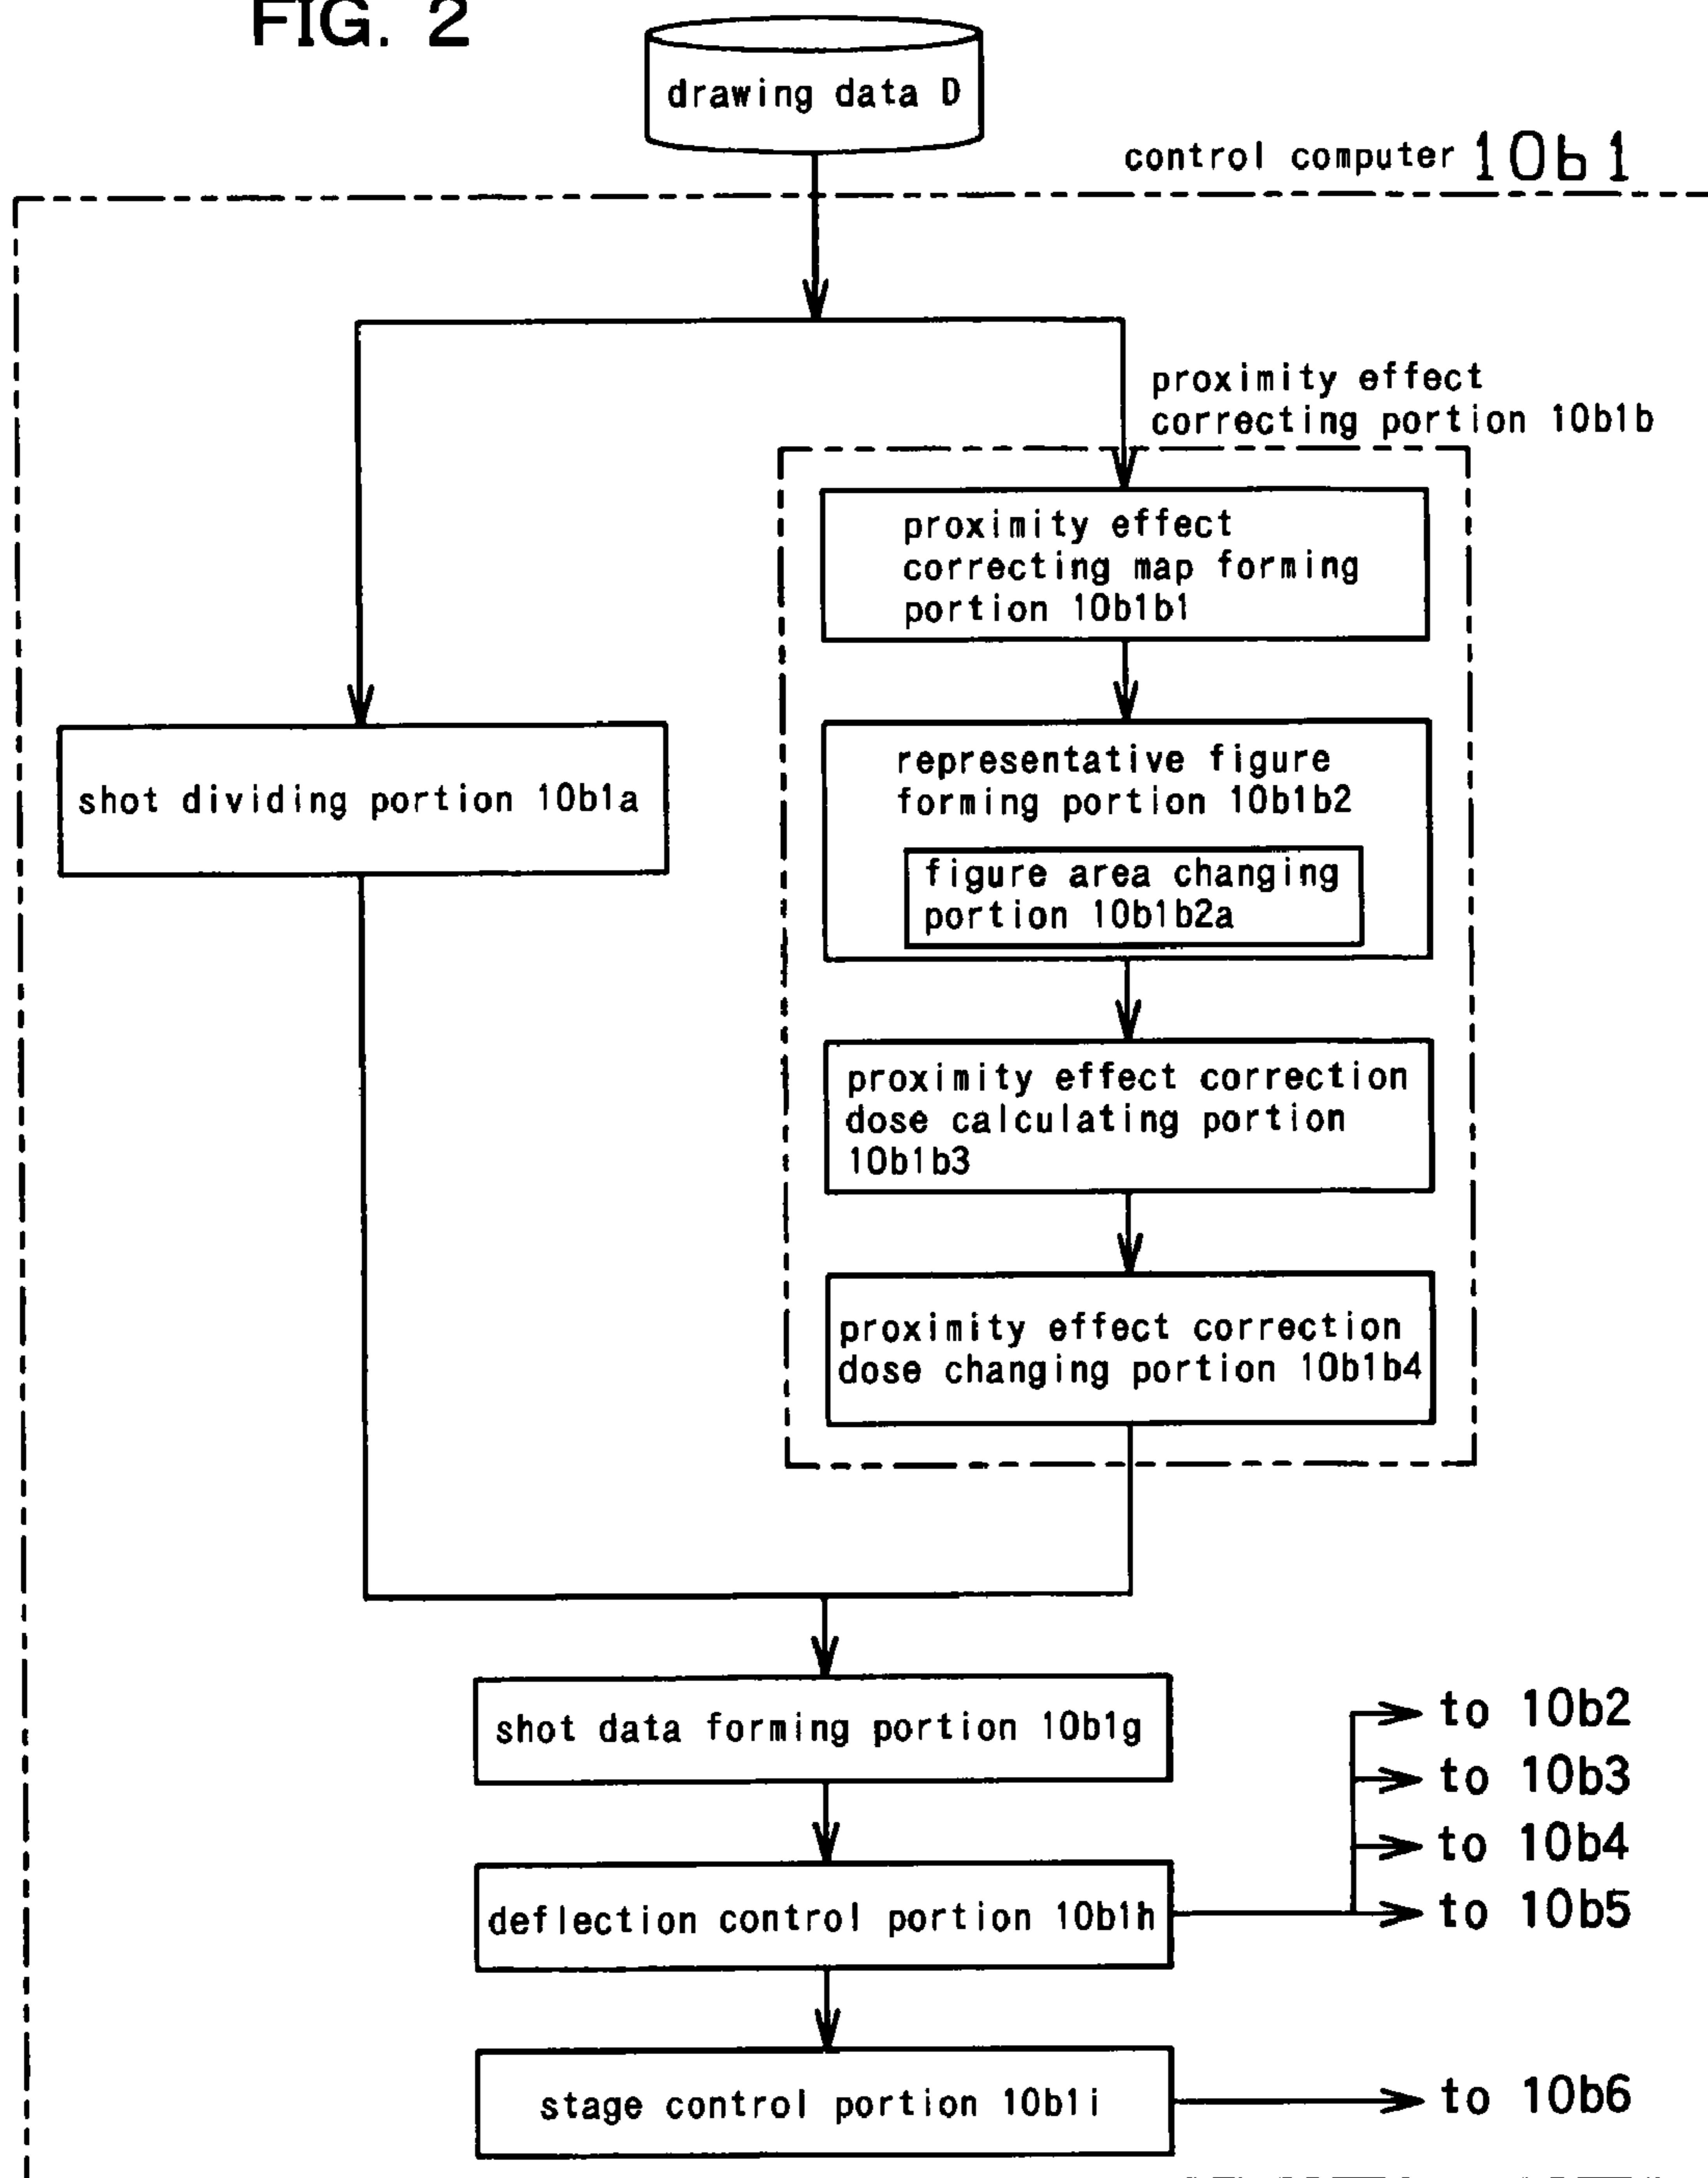 FIG. 2
drawing data D
control computer 10b1
proximity effect
correcting portion 10b1b
proximity effect
correcting map forming
portion 10b1b1
representative figure
forming portion 10b1b2
shot dividing portion 10b1a
figure area changing
portion 10b1b2a
proximity effect correction
dose calculating portion
10b1b3
proximity effect correction
dose changing portion 10b1b4
shot data forming portion 10b1g
to 10b2
to 10b3
to 10b4
deflection control portion 10b1h
to 10b5
stage control portion 10b1i
to 10b6